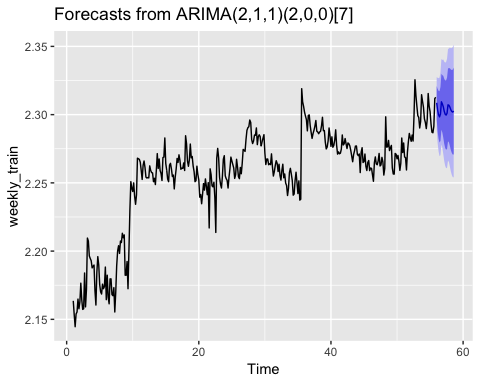 Forecasts from ARIMA(2,1,1)(2,0,0)[7]
2.35
2.30
2.25
2.20
2.15
weekly_train
0 20 40 60
Time